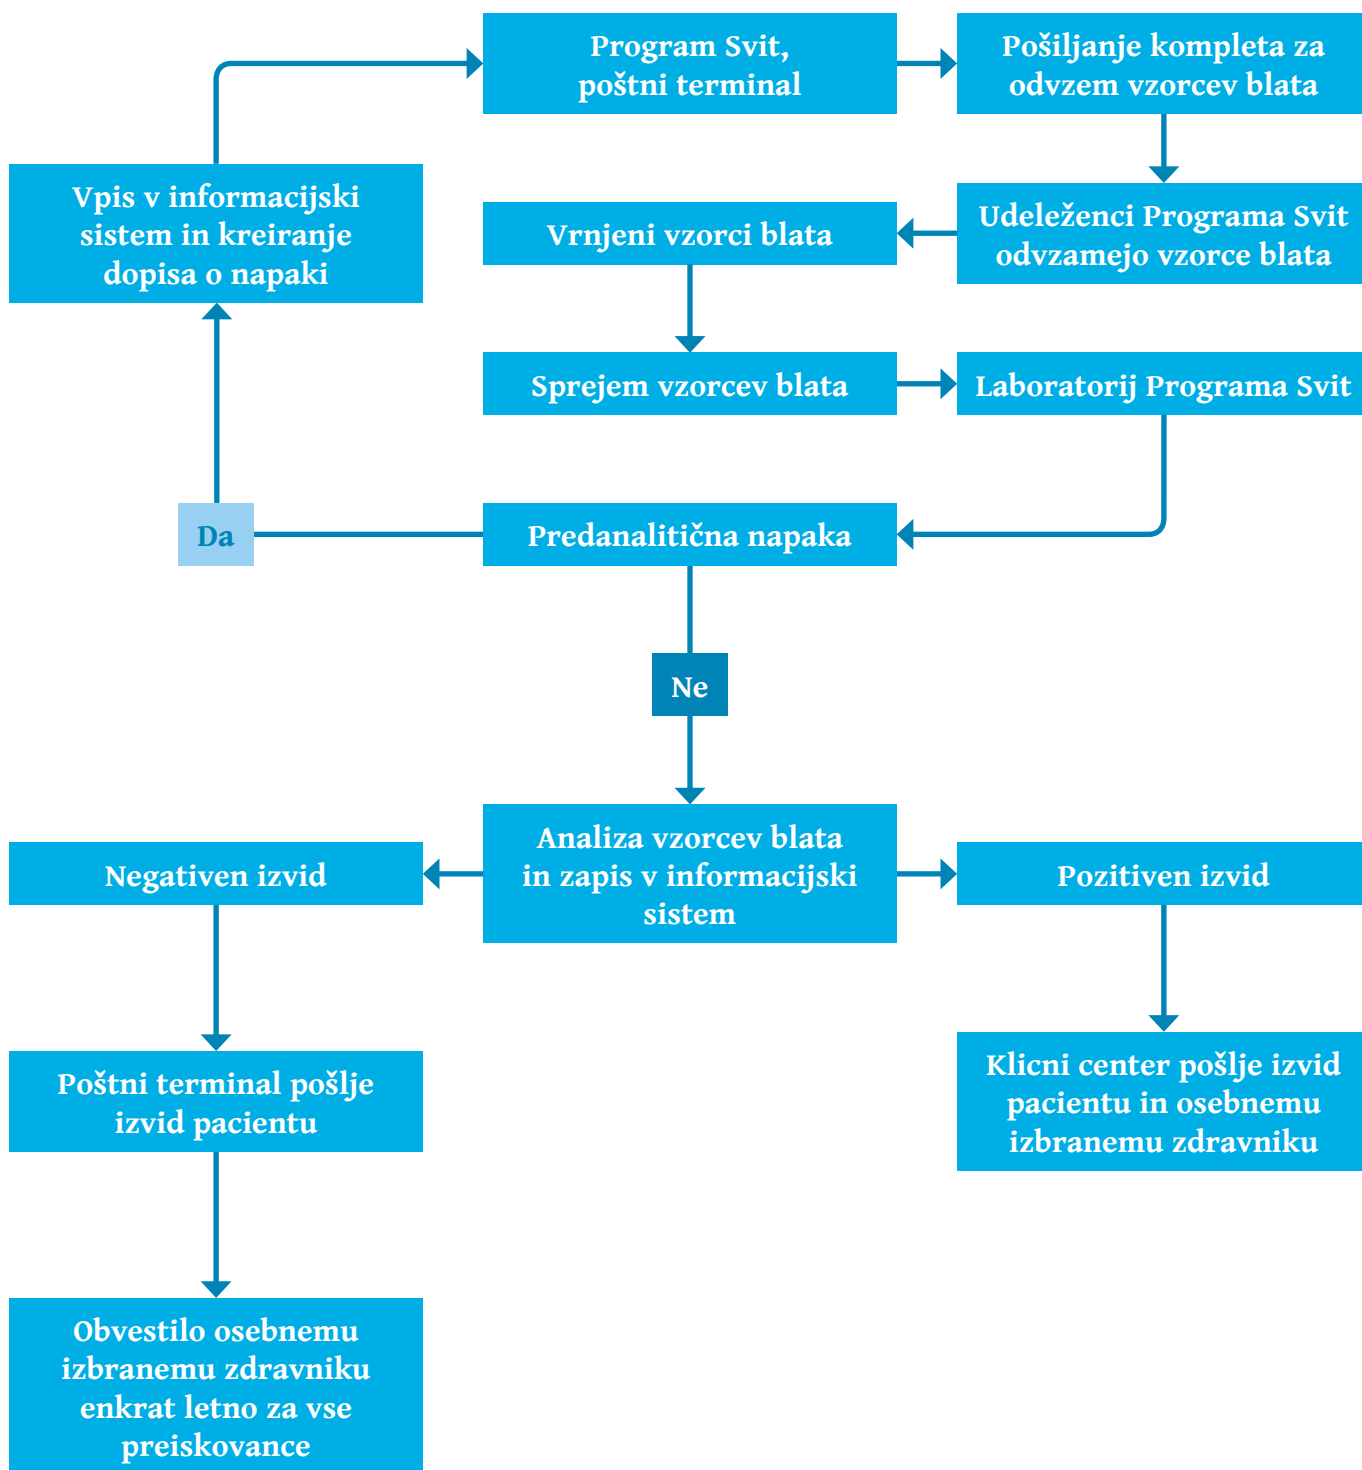 Program Svit,
poštni terminal
Pošiljanje kompleta za
odvzem vzorcev blata
Vpis v informacijski
sistem in kreiranje
dopisa o napaki
Vrnjeni vzorci blata
Udeleženci Programa Svit
odvzamejo vzorce blata
Sprejem vzorcev blata
Laboratorij Programa Svit
Da
Predanalitična napaka
Ne
Analiza vzorcev blata
in zapis v informacijski
sistem
Negativen izvid
Pozitiven izvid
Poštni terminal pošlje
izvid pacientu
Klicni center pošlje izvid
pacientu in osebnemu
izbranemu zdravniku
Obvestilo osebnemu
izbranemu zdravniku
enkrat letno za vse
preiskovance